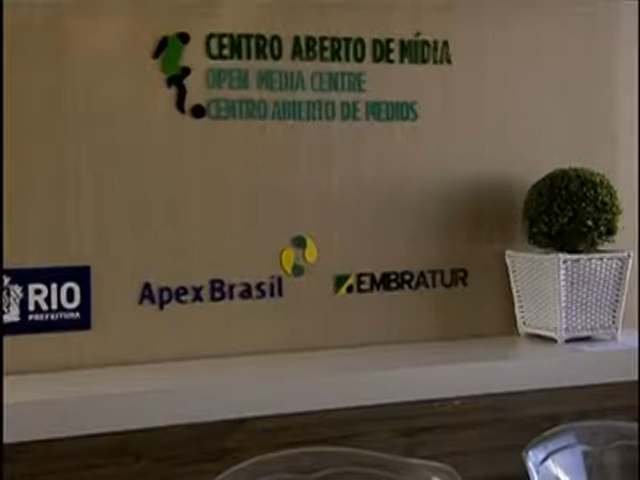 CENTRO ABERTO DE MÍDIA
OPEN MEDIA CENTRE
CENTRO ABIERTO DE MEDIOS
RIO
PREFEITURA
Apex Brasil
EMBRATUR